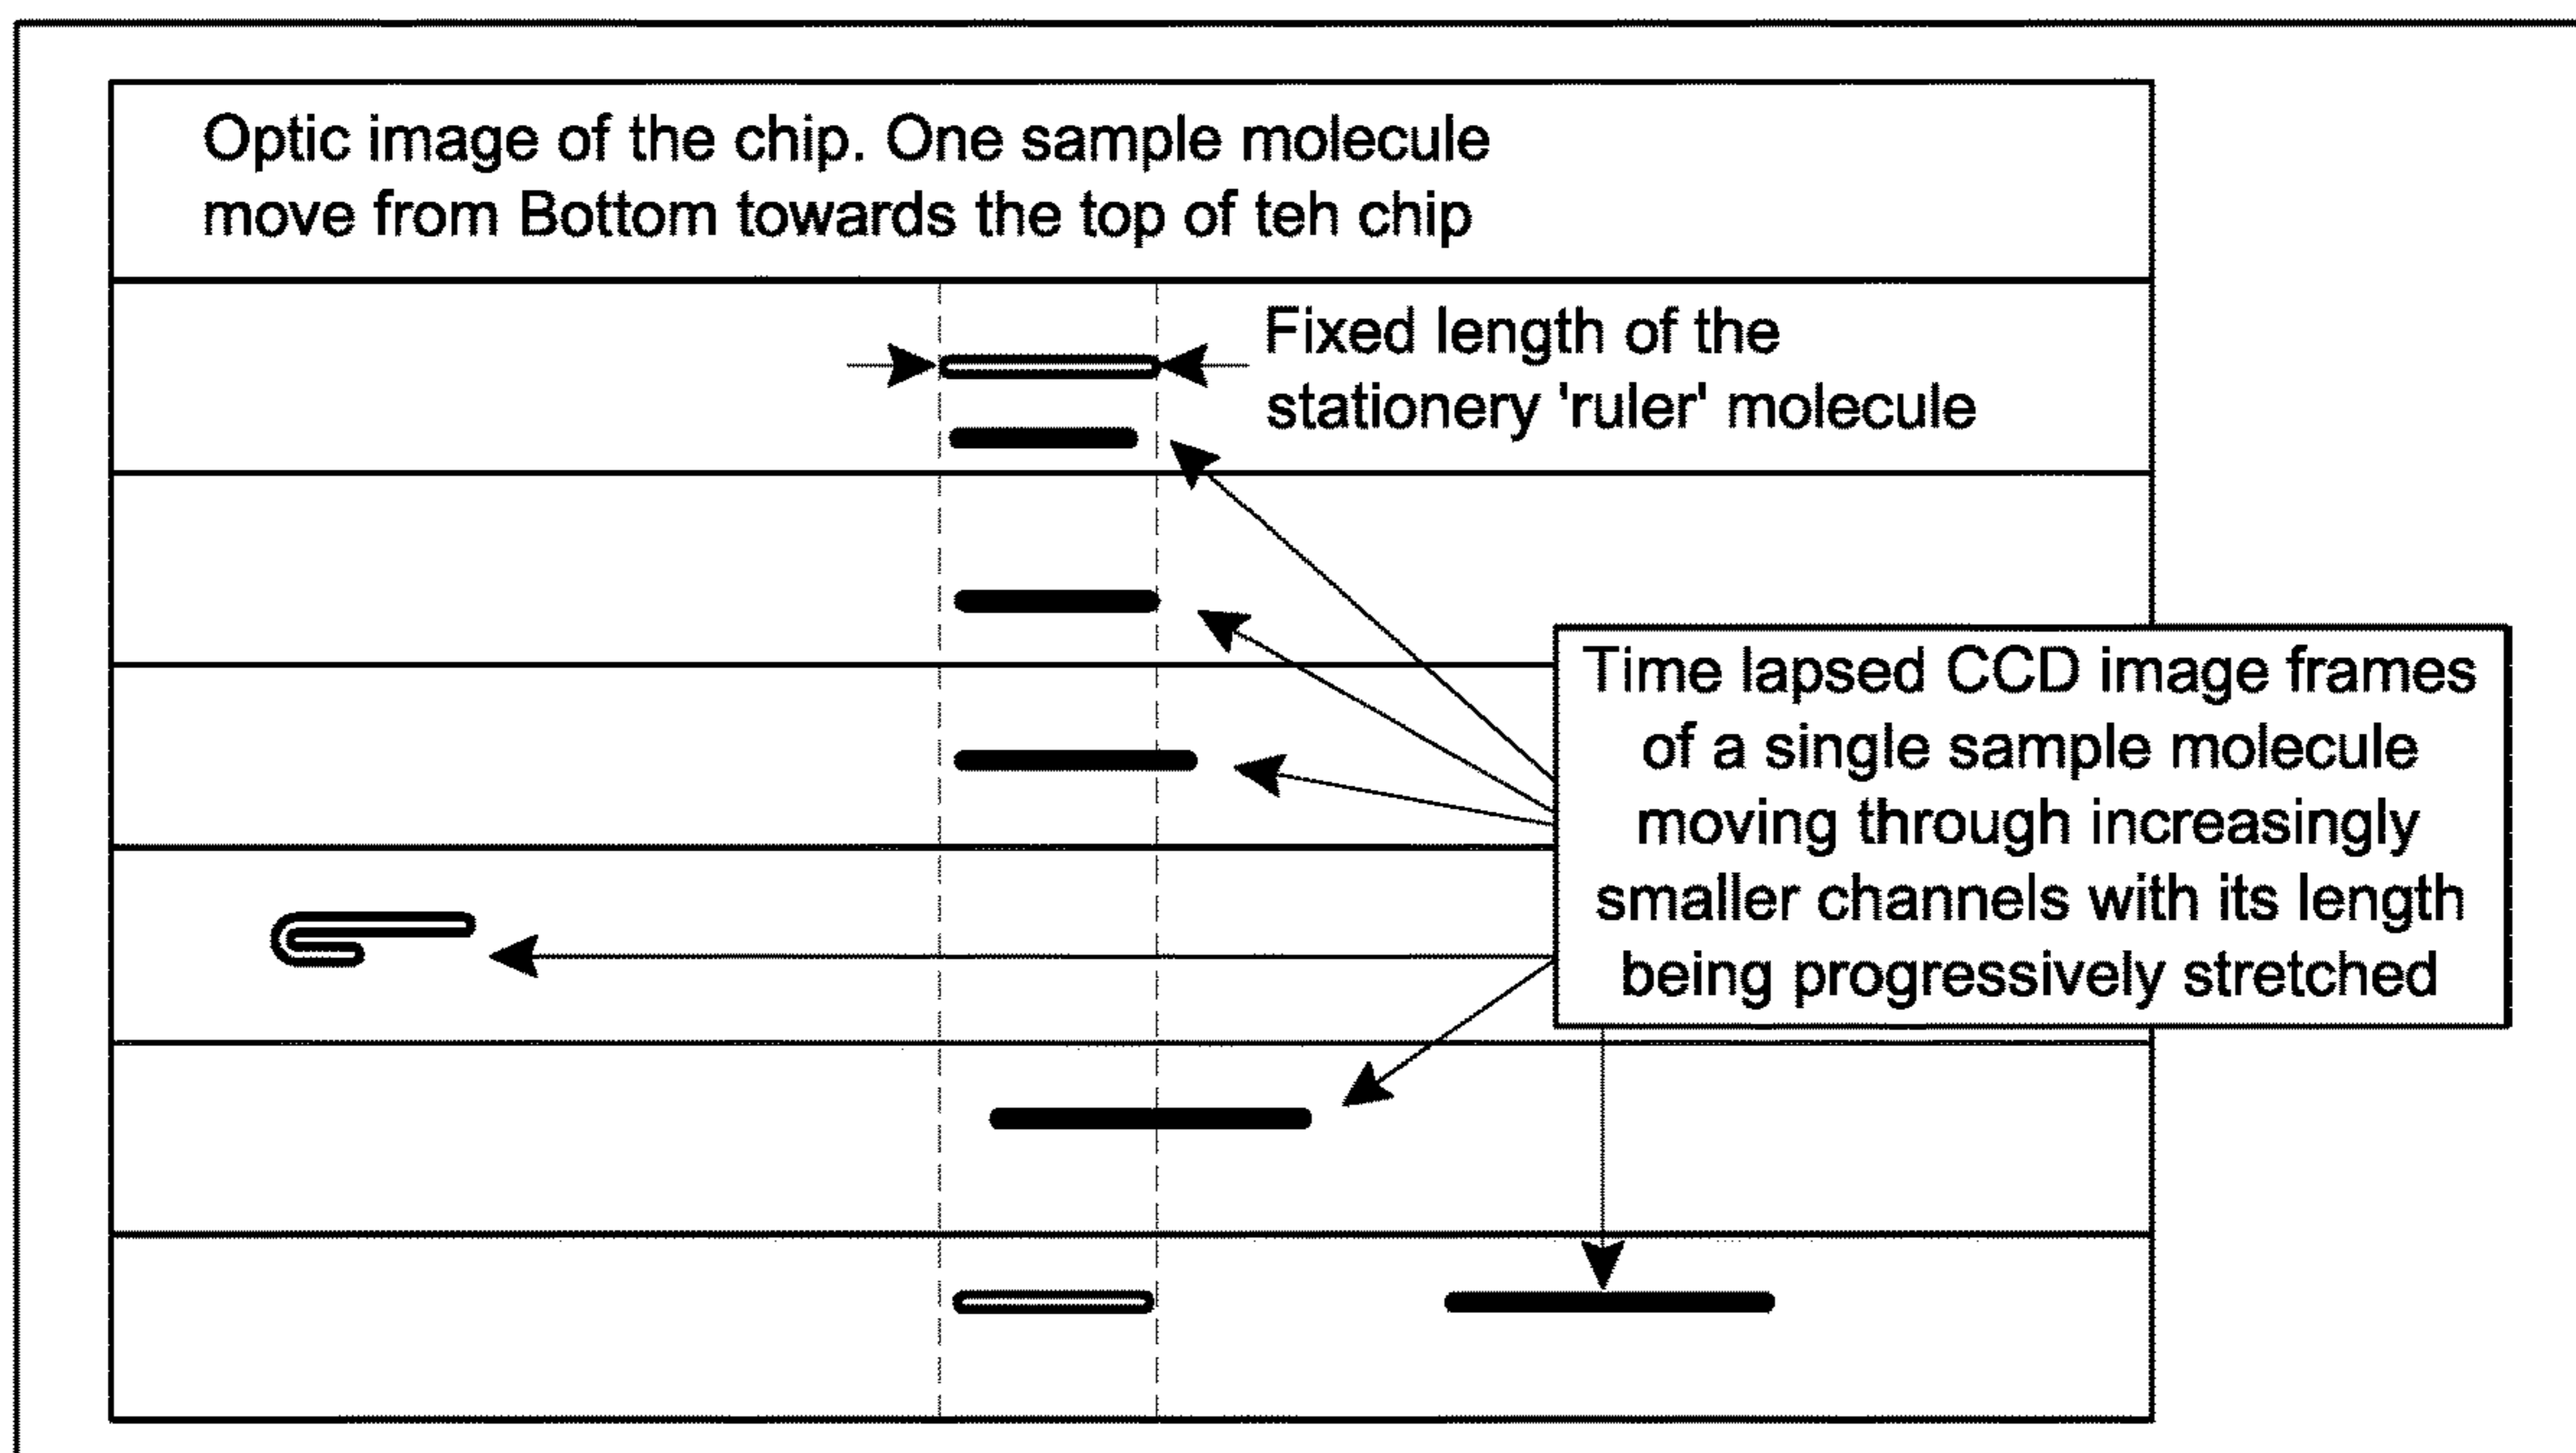 Optic image of the chip. One sample molecule
move from Bottom towards the top of teh chip
Fixed length of the
stationery 'ruler' molecule
Time lapsed CCD image frames
of a single sample molecule
moving through increasingly
smaller channels with its length
being progressively stretched